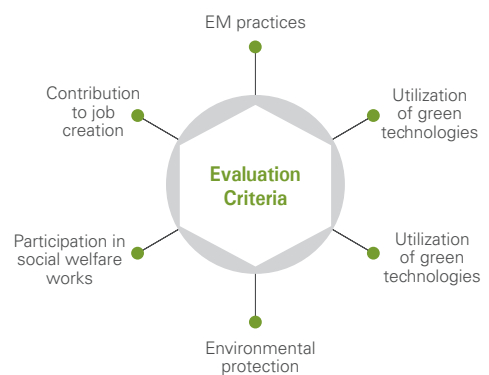 EM practices
Contribution
to job
creation
Utilization
of green
technologies
Evaluation
Criteria
Participation in
social welfare
works
Utilization
of green
technologies
Environmental
protection